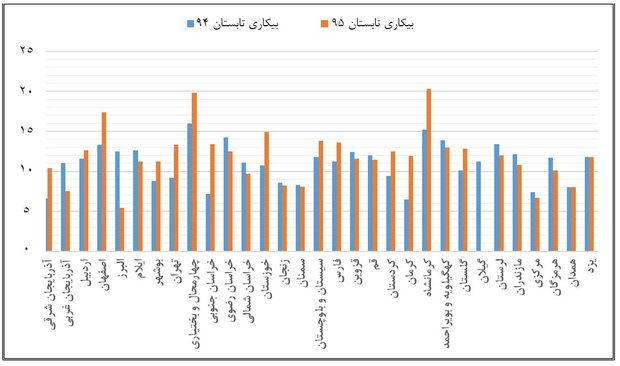 بیکاری تابستان ۹۴
بیکاری تابستان ۹۵
۲۵
۲۰
۱۵
۱۰
۵
۰
آذربایجان شرقی
آذربایجان غربی
اردبیل
اصفهان
البرز
ایلام
بوشهر
تهران
چهارمحال و بختیاری
خراسان جنوبی
خراسان رضوی
خراسان شمالی
خوزستان
زنجان
سمنان
سیستان و بلوچستان
فارس
قزوین
قم
کردستان
کرمان
کرمانشاه
کهگیلویه و بویراحمد
گلستان
گیلان
لرستان
مازندران
مرکزی
هرمزگان
همدان
یزد